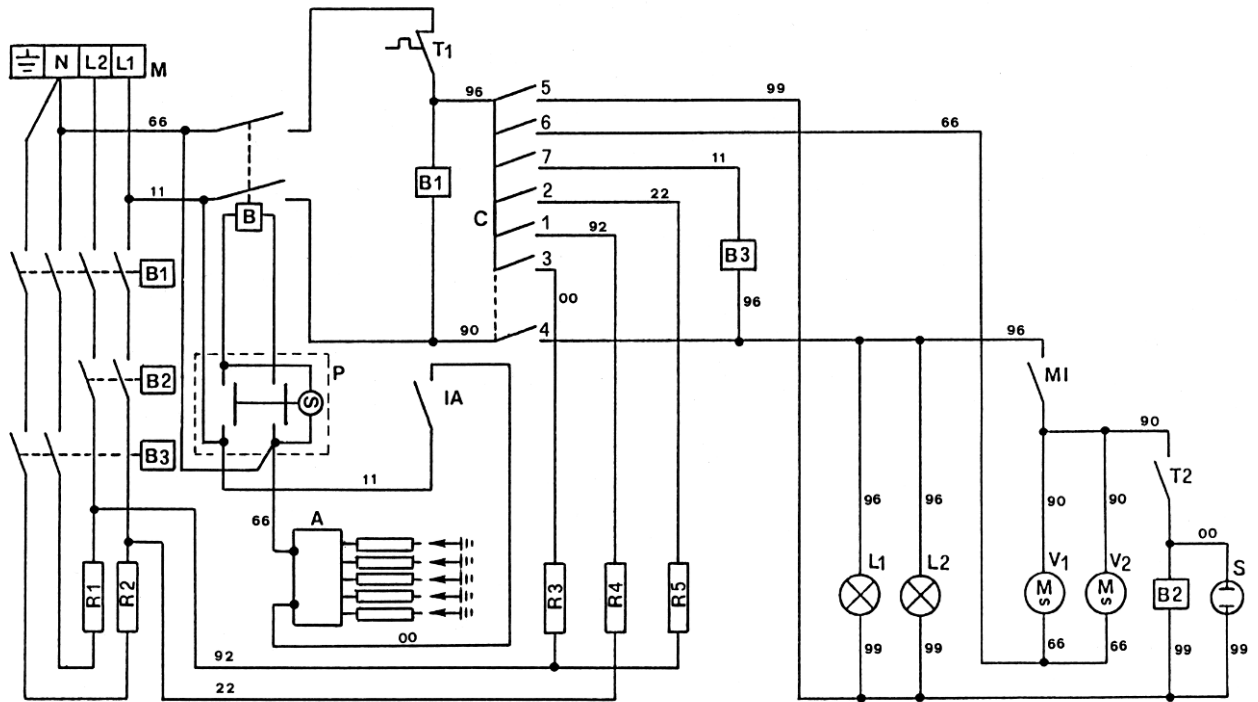 N L2 L1 M
T1
66
96 5 99
6 66
7 11
11
B1
2 22
B
C 1 92
B3
B1
3
00
96
90 4 96
P
IA
MI
B2
S
90
T2
B3
11
96 96 90 90
66
A
00
L1 L2 V1 V2 S
R1 R2
R3 R4 R5
Ms Ms
B2
00
99 99 66 66 99 99
92
22